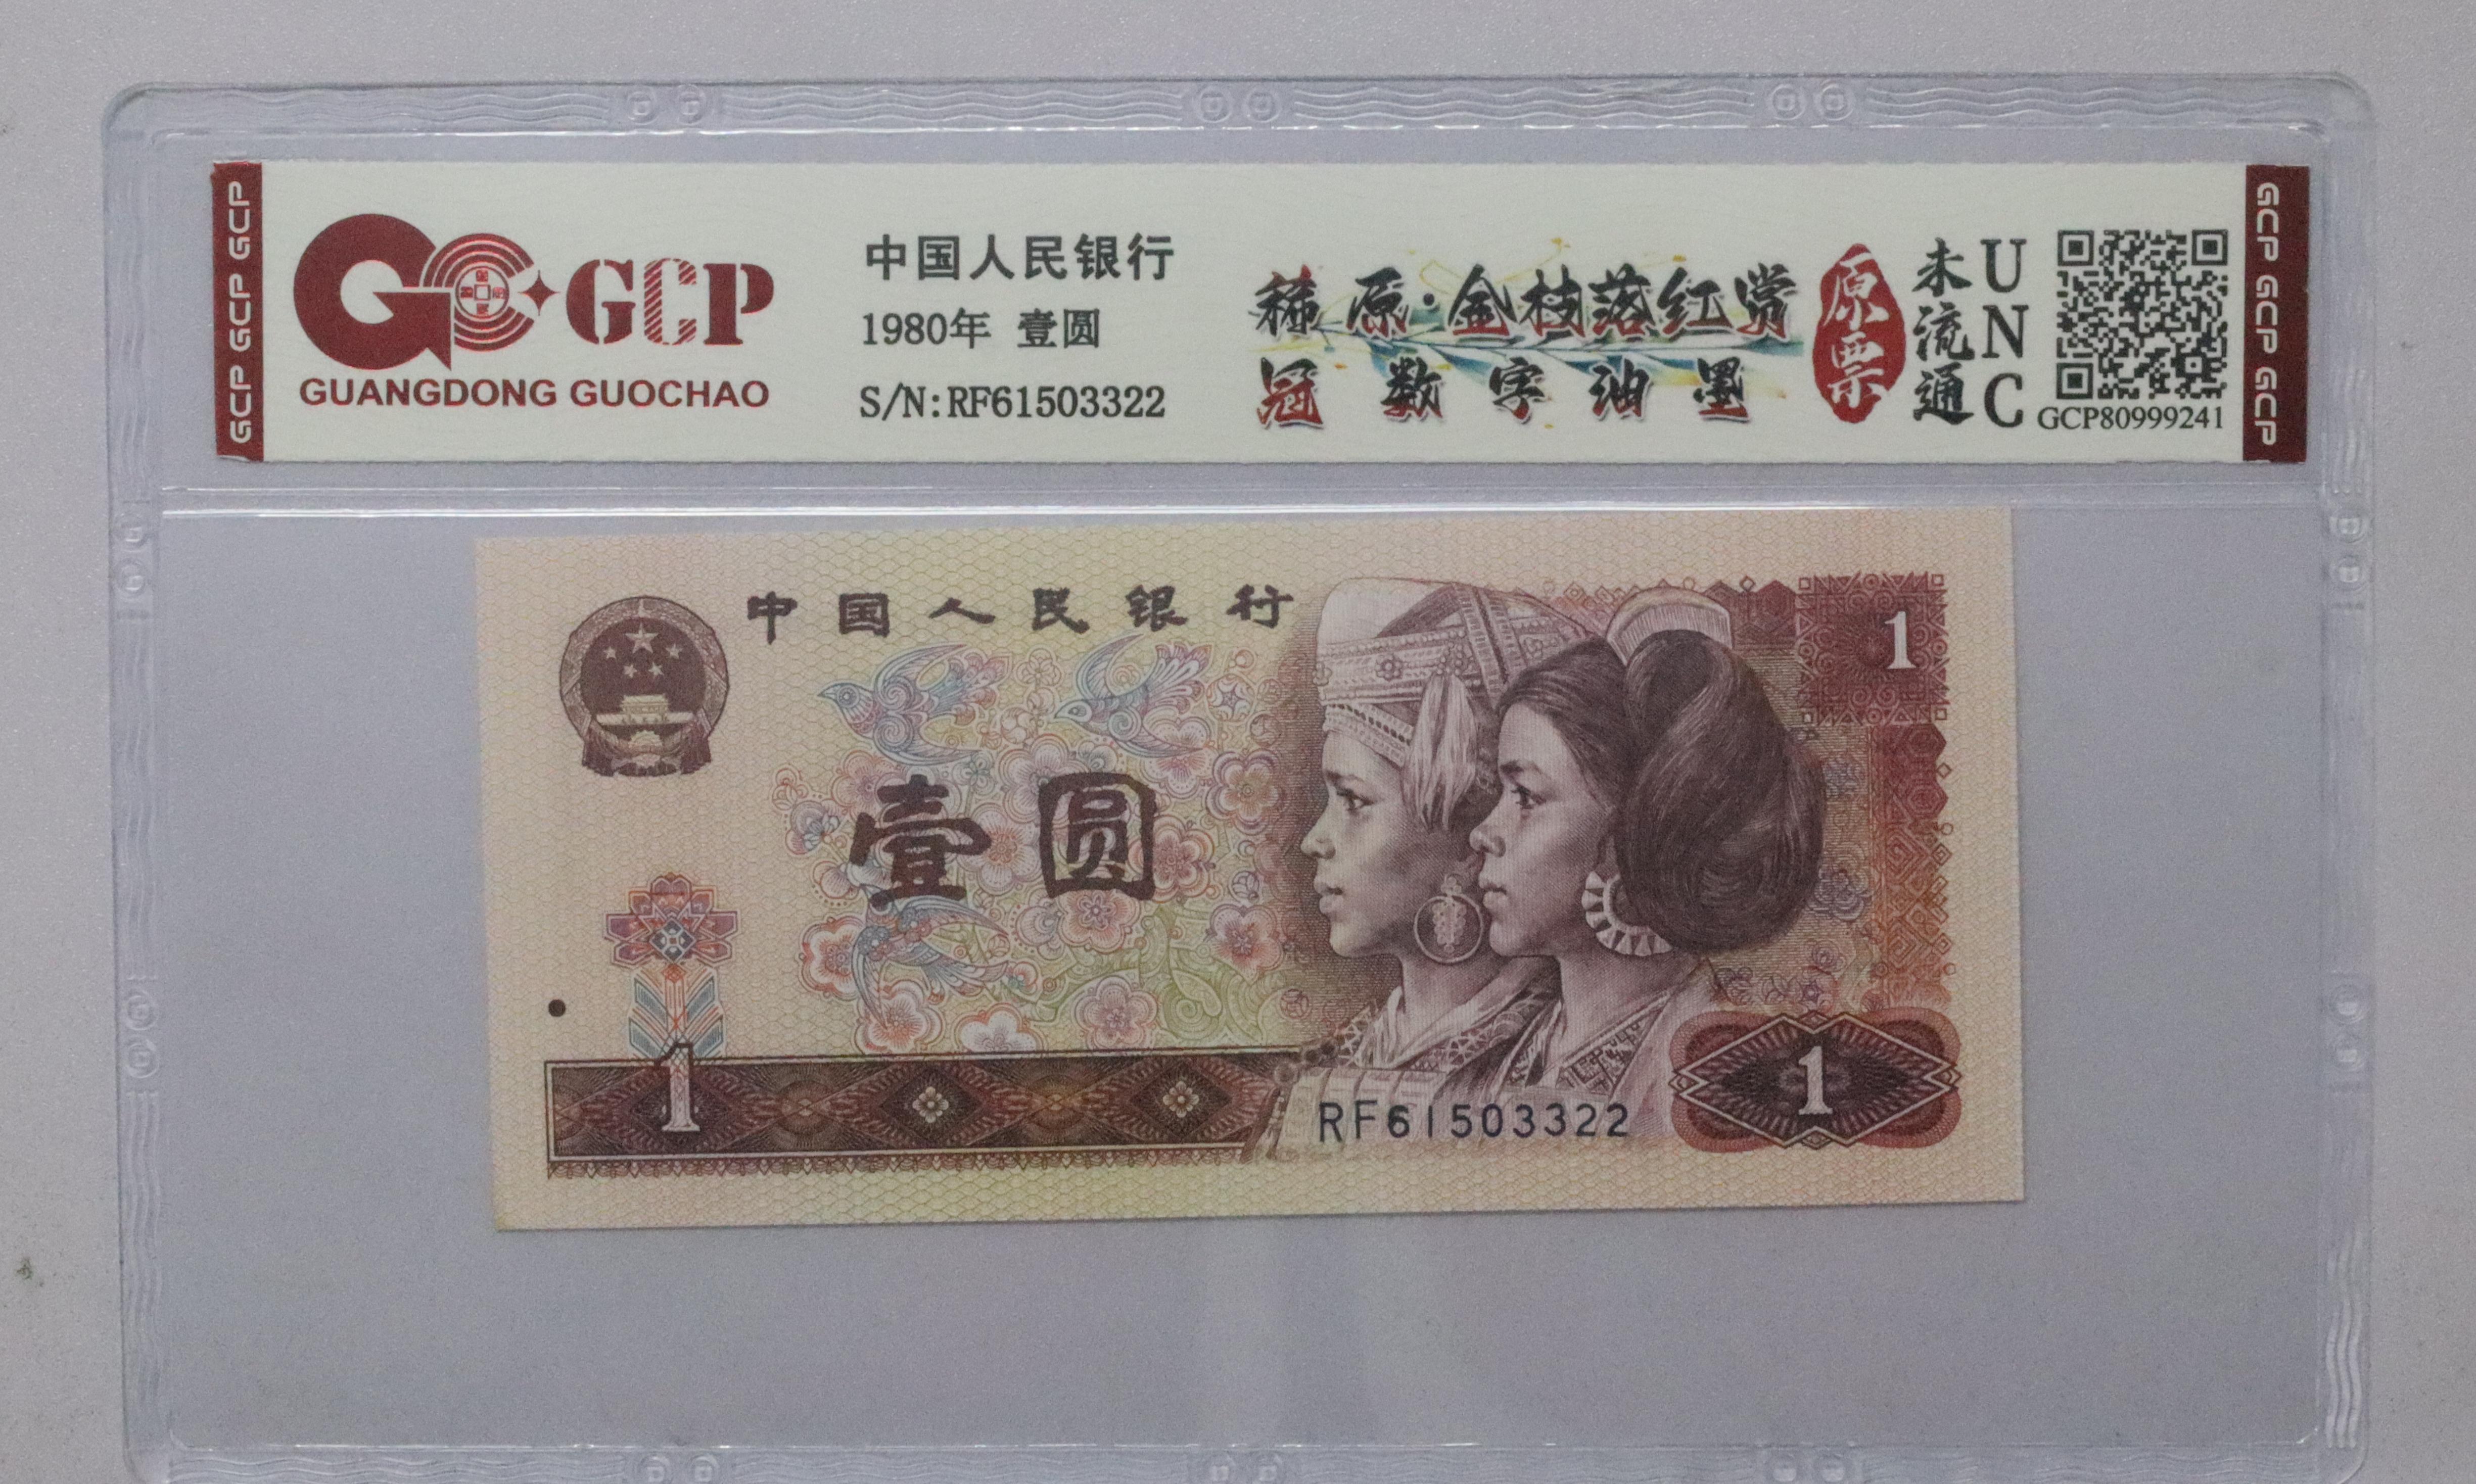 GCP GCP GCP
GCP
GUANGDONG GUOCHAO
中国人民银行
1980年 壹圆
S/N:RF61503322
稀原·金枝落红赏
冠数字油墨
原票
未流通
UNC
GCP80999241
GCP GCP GCP
中国人民银行
1
壹圆
1
1
RF61503322